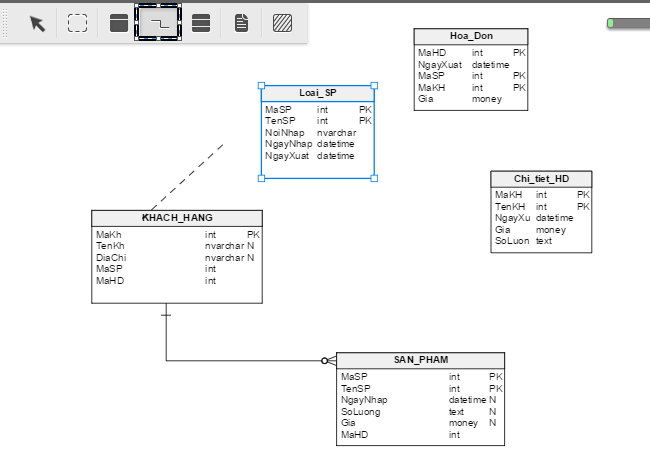 Hoa_Don
MaHD int PK
NgayXuat datetime
MaSP int PK
MaKH int PK
Gia money
Loai_SP
MaSP int PK
TenSP int PK
NoiNhap nvarchar
NgayNhap datetime
NgayXuat datetime
Chi_tiet_HD
MaKH int PK
TenKH int PK
NgayXu datetime
Gia money
SoLuon text
KHACH_HANG
MaKh int PK
TenKh nvarchar N
DiaChi nvarchar N
MaSP int
MaHD int
SAN_PHAM
MaSP int PK
TenSP int PK
NgayNhap datetime N
SoLuong text N
Gia money N
MaHD int